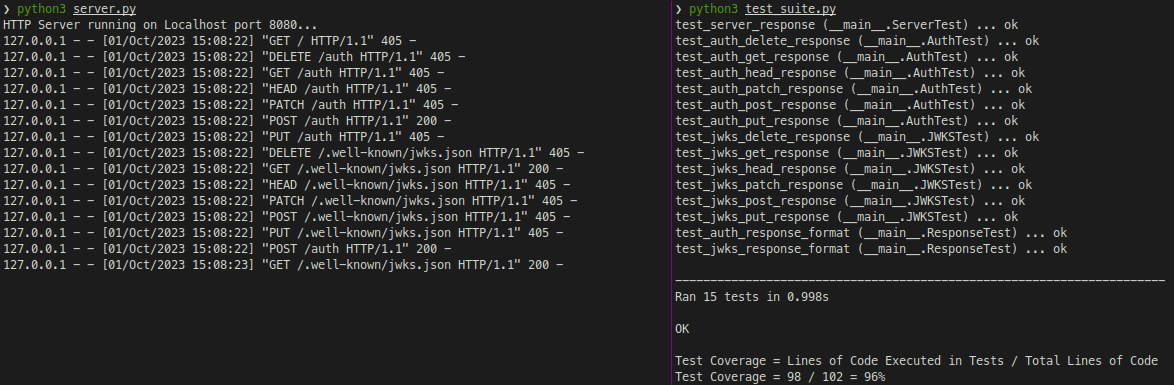 ❯ python3 server.py
HTTP Server running on Localhost port 8080...
127.0.0.1 - - [01/Oct/2023 15:08:22] "GET / HTTP/1.1" 405 -
127.0.0.1 - - [01/Oct/2023 15:08:22] "DELETE /auth HTTP/1.1" 405 -
127.0.0.1 - - [01/Oct/2023 15:08:22] "GET /auth HTTP/1.1" 405 -
127.0.0.1 - - [01/Oct/2023 15:08:22] "HEAD /auth HTTP/1.1" 405 -
127.0.0.1 - - [01/Oct/2023 15:08:22] "PATCH /auth HTTP/1.1" 405 -
127.0.0.1 - - [01/Oct/2023 15:08:22] "POST /auth HTTP/1.1" 200 -
127.0.0.1 - - [01/Oct/2023 15:08:22] "PUT /auth HTTP/1.1" 405 -
127.0.0.1 - - [01/Oct/2023 15:08:22] "DELETE /.well-known/jwks.json HTTP/1.1" 405 -
127.0.0.1 - - [01/Oct/2023 15:08:22] "GET /.well-known/jwks.json HTTP/1.1" 200 -
127.0.0.1 - - [01/Oct/2023 15:08:22] "HEAD /.well-known/jwks.json HTTP/1.1" 405 -
127.0.0.1 - - [01/Oct/2023 15:08:22] "PATCH /.well-known/jwks.json HTTP/1.1" 405 -
127.0.0.1 - - [01/Oct/2023 15:08:22] "POST /.well-known/jwks.json HTTP/1.1" 405 -
127.0.0.1 - - [01/Oct/2023 15:08:22] "PUT /.well-known/jwks.json HTTP/1.1" 405 -
127.0.0.1 - - [01/Oct/2023 15:08:22] "POST /auth HTTP/1.1" 200 -
127.0.0.1 - - [01/Oct/2023 15:08:23] "GET /.well-known/jwks.json HTTP/1.1" 200 -
❯ python3 test_suite.py
test_server_response (__main__.ServerTest) ... ok
test_auth_delete_response (__main__.AuthTest) ... ok
test_auth_get_response (__main__.AuthTest) ... ok
test_auth_head_response (__main__.AuthTest) ... ok
test_auth_patch_response (__main__.AuthTest) ... ok
test_auth_post_response (__main__.AuthTest) ... ok
test_auth_put_response (__main__.AuthTest) ... ok
test_jwks_delete_response (__main__.JWKSTest) ... ok
test_jwks_get_response (__main__.JWKSTest) ... ok
test_jwks_head_response (__main__.JWKSTest) ... ok
test_jwks_patch_response (__main__.JWKSTest) ... ok
test_jwks_post_response (__main__.JWKSTest) ... ok
test_jwks_put_response (__main__.JWKSTest) ... ok
test_auth_response_format (__main__.ResponseTest) ... ok
test_jwks_response_format (__main__.ResponseTest) ... ok
----------------------------------------------------------------------
Ran 15 tests in 0.998s
OK
Test Coverage = Lines of Code Executed in Tests / Total Lines of Code
Test Coverage = 98 / 102 = 96%